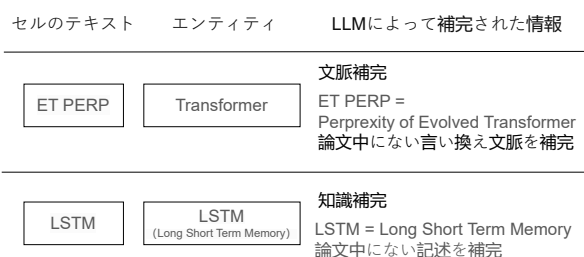 セルのテキスト エンティティ LLMによって補完された情報
文脈補完
ET PERP Transformer ET PERP =
Perprexity of Evolved Transformer
論文中にない言い換え文脈を補完
知識補完
LSTM LSTM LSTM = Long Short Term Memory
(Long Short Term Memory)
論文中にない記述を補完